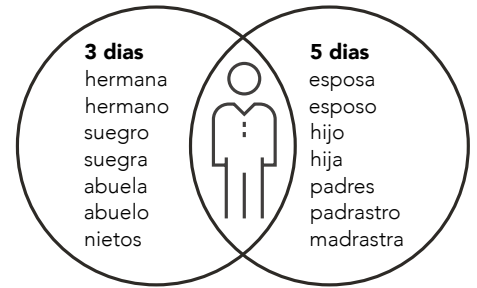 3 dias
hermana
hermano
suegro
suegra
abuela
abuelo
nietos
5 dias
esposa
esposo
hijo
hija
padres
padrastro
madrastra